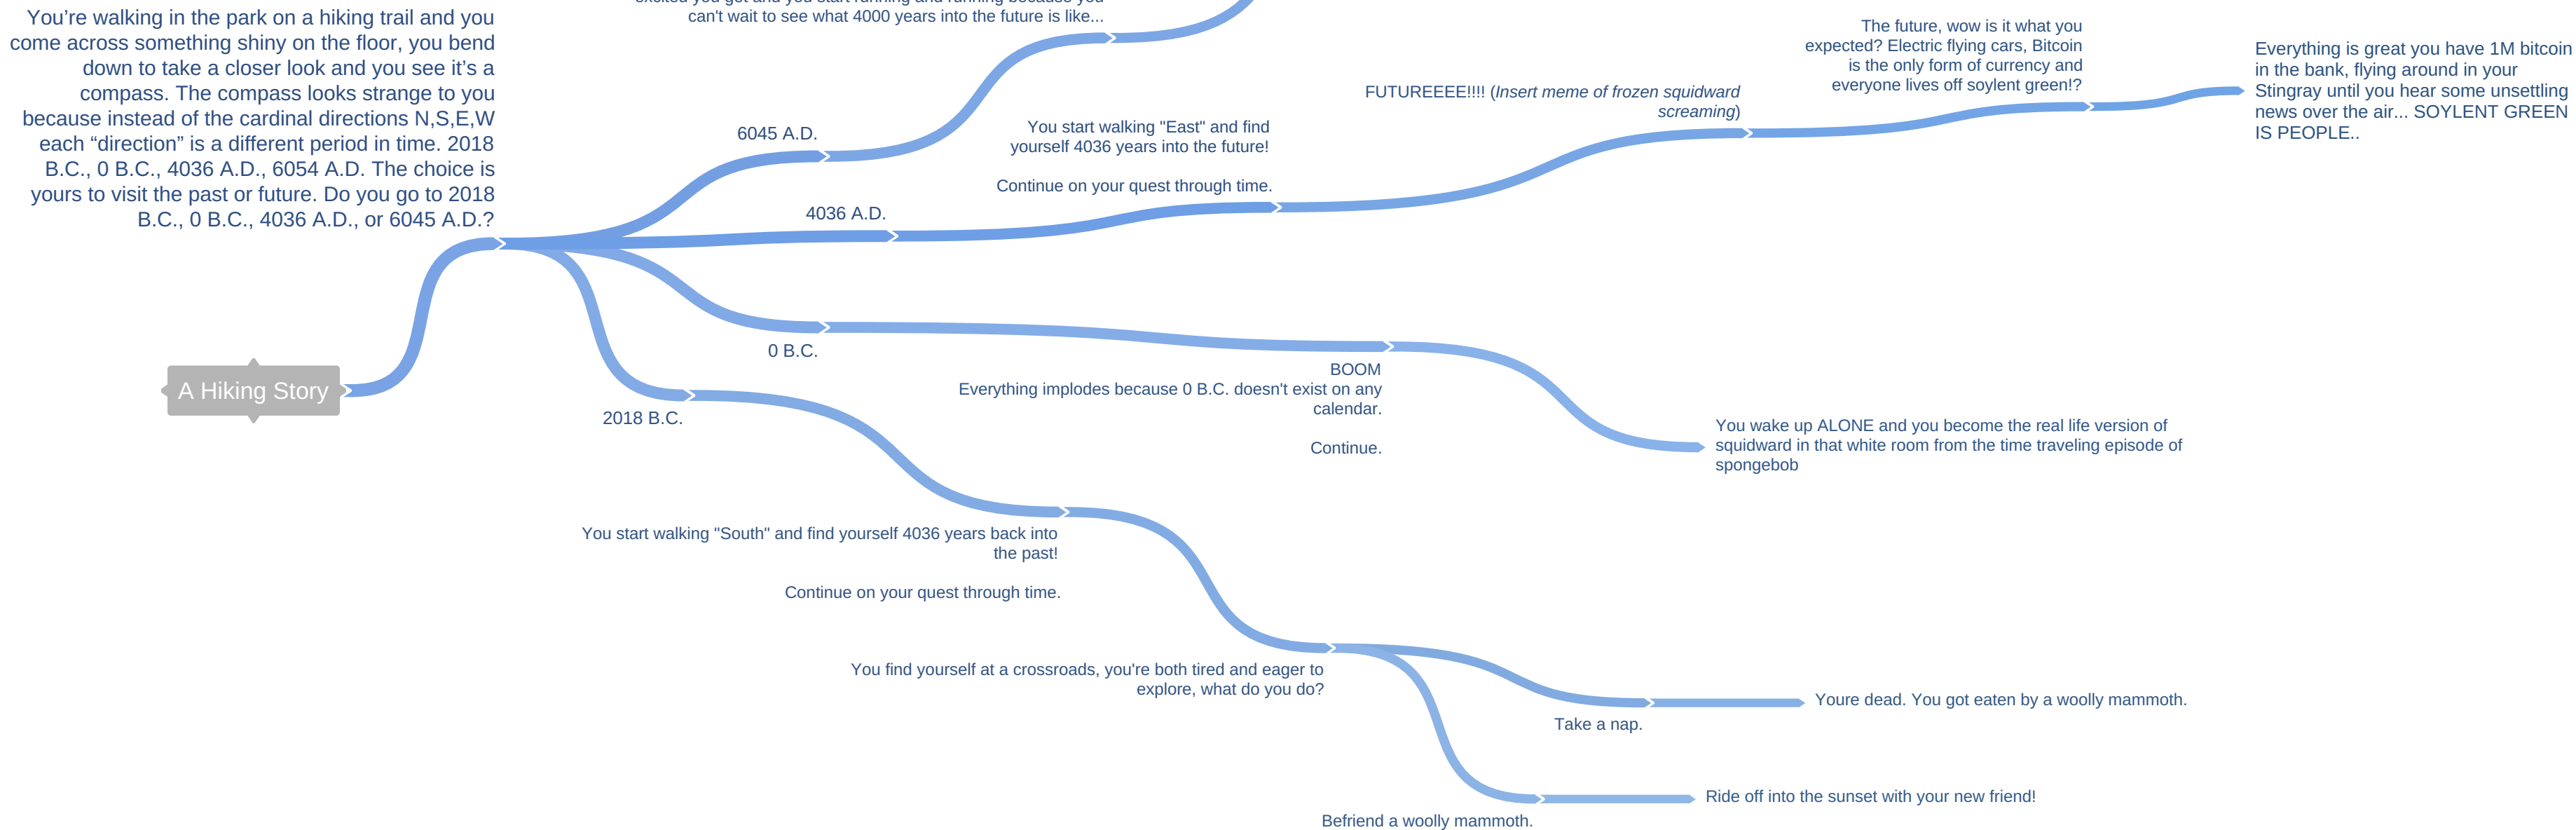 You’re walking in the park on a hiking trail and you
come across something shiny on the floor, you bend
down to take a closer look and you see it’s a
compass. The compass looks strange to you
because instead of the cardinal directions N,S,E,W
each “direction” is a different period in time. 2018
B.C., 0 B.C., 4036 A.D., 6054 A.D. The choice is
yours to visit the past or future. Do you go to 2018
B.C., 0 B.C., 4036 A.D., or 6045 A.D.?
A Hiking Story
excited you get and you start running and running because you
can't wait to see what 4000 years into the future is like...
6045 A.D.
4036 A.D.
You start walking "East" and find
yourself 4036 years into the future!
Continue on your quest through time.
FUTUREEEE!!!! (Insert meme of frozen squidward
screaming)
The future, wow is it what you
expected? Electric flying cars, Bitcoin
is the only form of currency and
everyone lives off soylent green!?
Everything is great you have 1M bitcoin
in the bank, flying around in your
Stingray until you hear some unsettling
news over the air... SOYLENT GREEN
IS PEOPLE..
0 B.C.
BOOM
Everything implodes because 0 B.C. doesn't exist on any
calendar.
Continue.
You wake up ALONE and you become the real life version of
squidward in that white room from the time traveling episode of
spongebob
2018 B.C.
You start walking "South" and find yourself 4036 years back into
the past!
Continue on your quest through time.
You find yourself at a crossroads, you're both tired and eager to
explore, what do you do?
Take a nap.
Youre dead. You got eaten by a woolly mammoth.
Befriend a woolly mammoth.
Ride off into the sunset with your new friend!